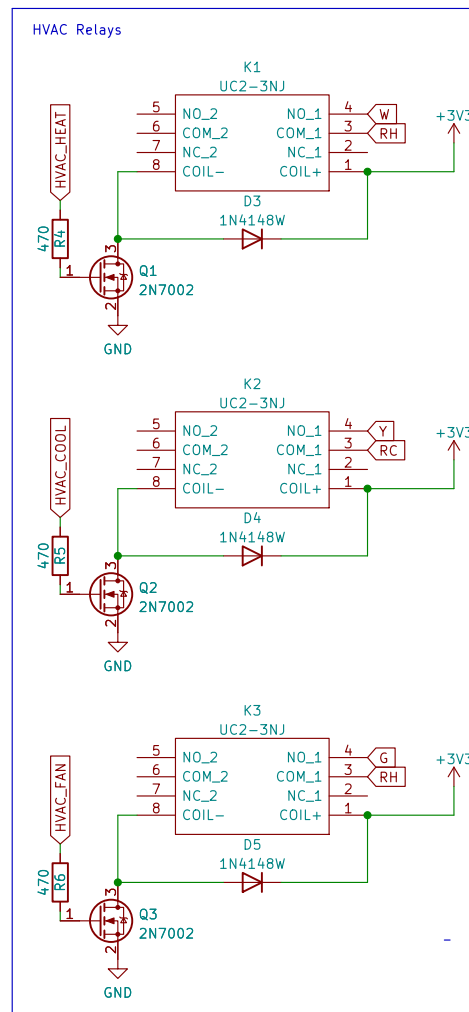 HVAC Relays
K1
UC2-3NJ
5 NO_2 NO_1 4 W
6 COM_2 COM_1 3 RH
7 NC_2 NC_1 2
8 COIL- COIL+ 1
+3V3
HVAC_HEAT
D3
1N4148W
470 R4
3
1
Q1
2N7002
2
GND
K2
UC2-3NJ
5 NO_2 NO_1 4 Y
6 COM_2 COM_1 3 RC
7 NC_2 NC_1 2
8 COIL- COIL+ 1
+3V3
HVAC_COOL
D4
1N4148W
470 R5
3
1
Q2
2N7002
2
GND
K3
UC2-3NJ
5 NO_2 NO_1 4 G
6 COM_2 COM_1 3 RH
7 NC_2 NC_1 2
8 COIL- COIL+ 1
+3V3
HVAC_FAN
D5
1N4148W
470 R6
3
1
Q3
2N7002
2
GND